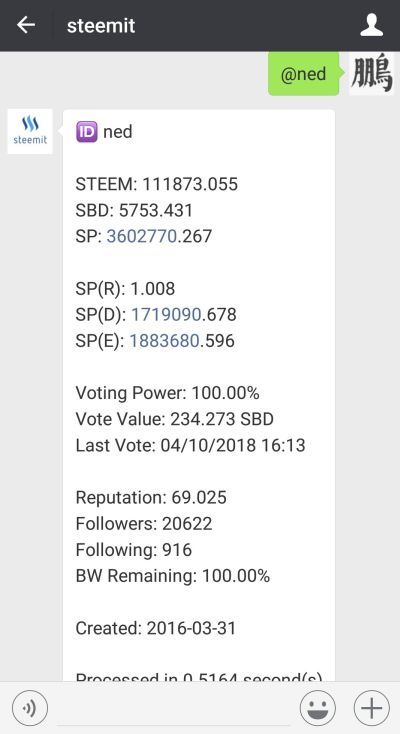 steemit
@ned
鵬
steemit
ID ned
STEEM: 111873.055
SBD: 5753.431
SP: 3602770.267
SP(R): 1.008
SP(D): 1719090.678
SP(E): 1883680.596
Voting Power: 100.00%
Vote Value: 234.273 SBD
Last Vote: 04/10/2018 16:13
Reputation: 69.025
Followers: 20622
Following: 916
BW Remaining: 100.00%
Created: 2016-03-31
Processed in 0.5164 second(s)